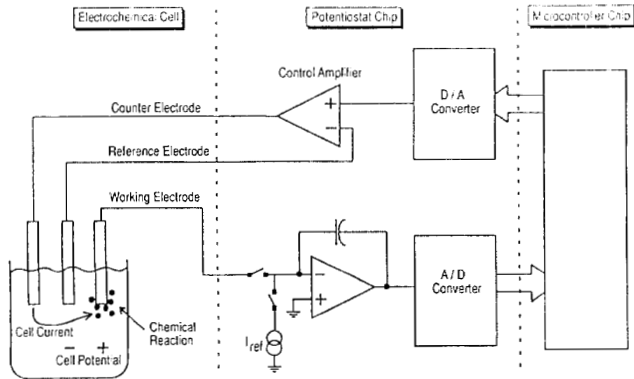 Electrochemical Cell
Potentiostat Chip
Microcontroller Chip
Control Amplifier
D / A
Converter
Counter Electrode
+
−
Reference Electrode
Working Electrode
−
+
A / D
Converter
Iref
Cell Current
Chemical
Reaction
− +
Cell Potential